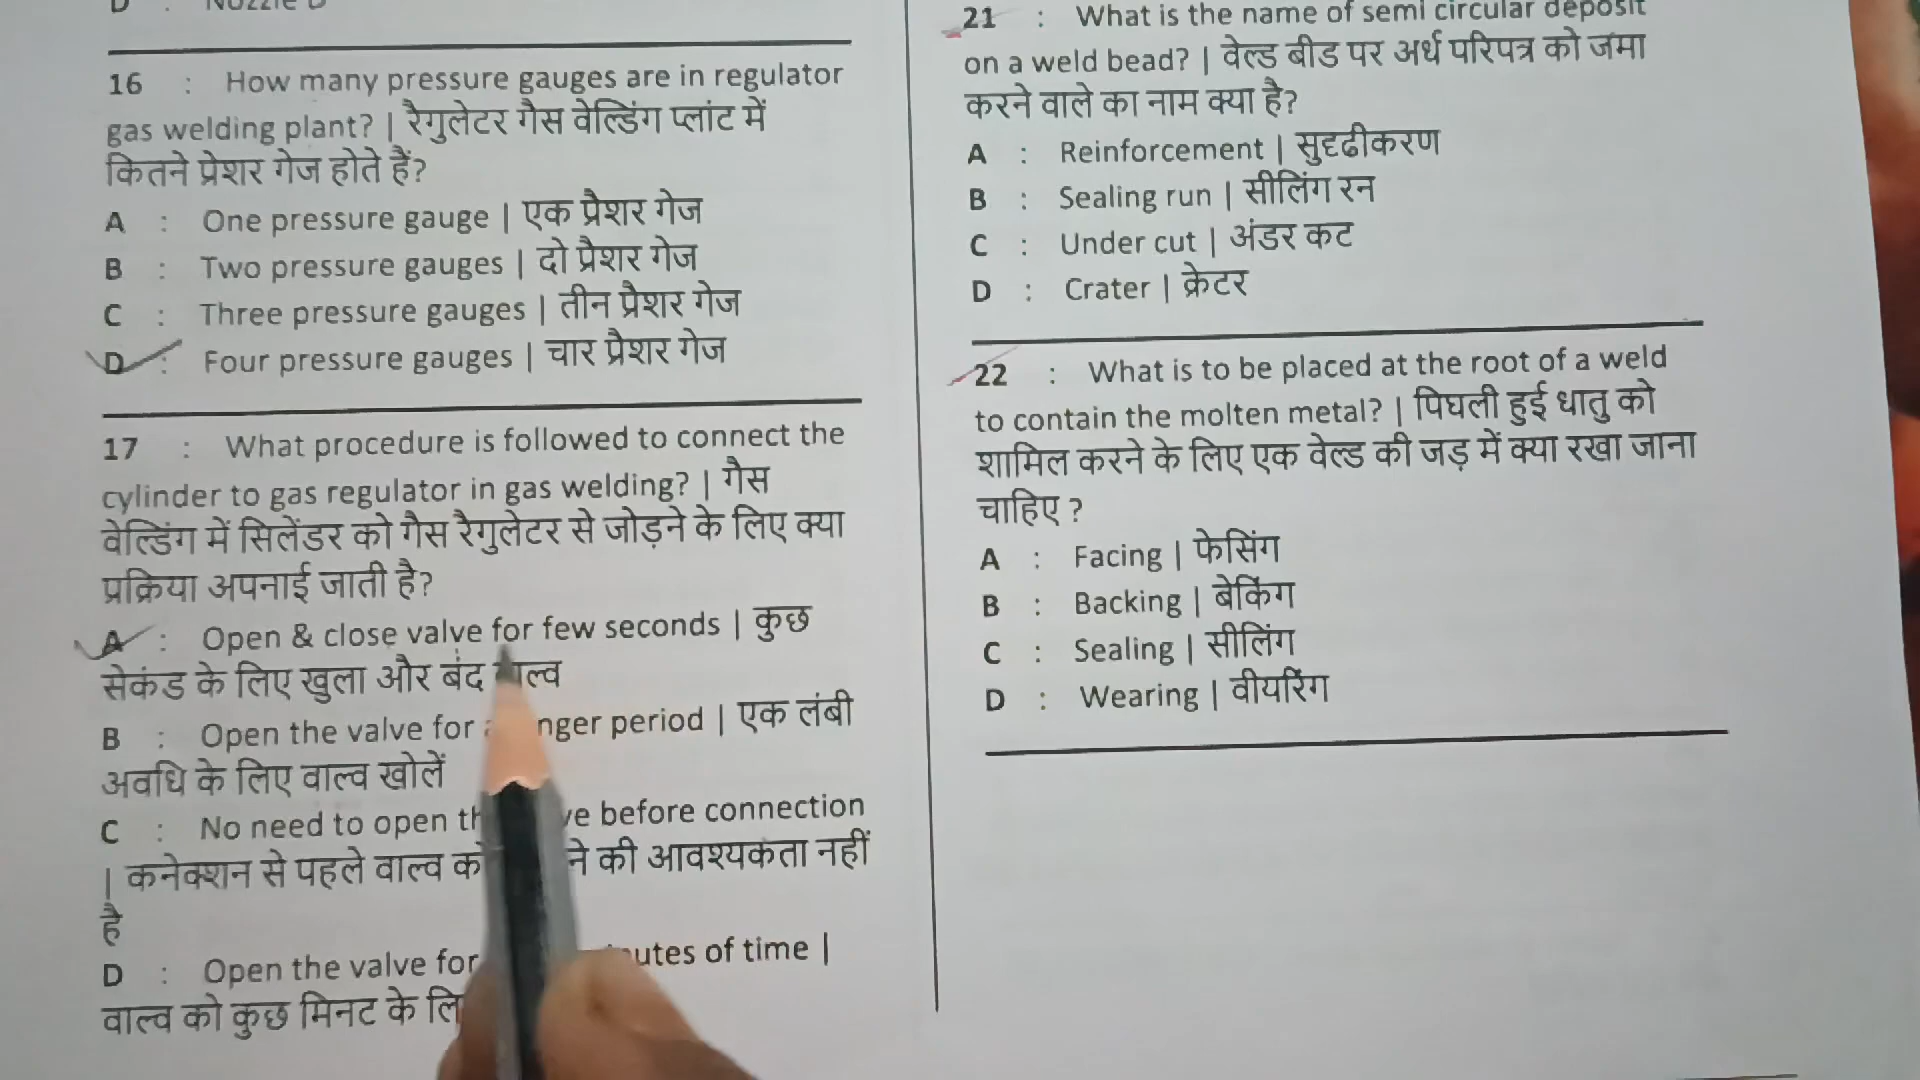 D : Nozzle D
16 : How many pressure gauges are in regulator
gas welding plant? | रैगुलेटर गैस वेल्डिंग प्लांट में
कितने प्रेशर गेज होते हैं?
A : One pressure gauge | एक प्रैशर गेज
B : Two pressure gauges | दो प्रैशर गेज
C : Three pressure gauges | तीन प्रैशर गेज
D : Four pressure gauges | चार प्रैशर गेज
17 : What procedure is followed to connect the
cylinder to gas regulator in gas welding? | गैस
वेल्डिंग में सिलेंडर को गैस रैगुलेटर से जोड़ने के लिए क्या
प्रक्रिया अपनाई जाती है?
A : Open & close valve for few seconds | कुछ
सेकंड के लिए खुला और बंद वाल्व
B : Open the valve for period | एक लंबी
अवधि के लिए वाल्व खोलें
C : No need to open before connection
| कनेक्शन से पहले वाल्व की आवश्यकता नहीं
है
D : Open the valve for of time |
वाल्व को कुछ मिनट के
21 : What is the name of semi circular deposit
on a weld bead? | वेल्ड बीड पर अर्ध परिपत्र को जमा
करने वाले का नाम क्या है?
A : Reinforcement | सुदृढीकरण
B : Sealing run | सीलिंग रन
C : Under cut | अंडर कट
D : Crater | क्रेटर
22 : What is to be placed at the root of a weld
to contain the molten metal? | पिघली हुई धातु को
शामिल करने के लिए एक वेल्ड की जड़ में क्या रखा जाना
चाहिए ?
A : Facing | फेसिंग
B : Backing | बेकिंग
C : Sealing | सीलिंग
D : Wearing | वीयरिंग